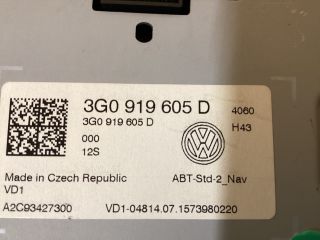 3G0 919 605 D 4060
3G0 919 605 D H43
000
12S
Made in Czech Republic ABT-Std-2_Nav
VD1
A2C93427300 VD1-04814.07.1573980220